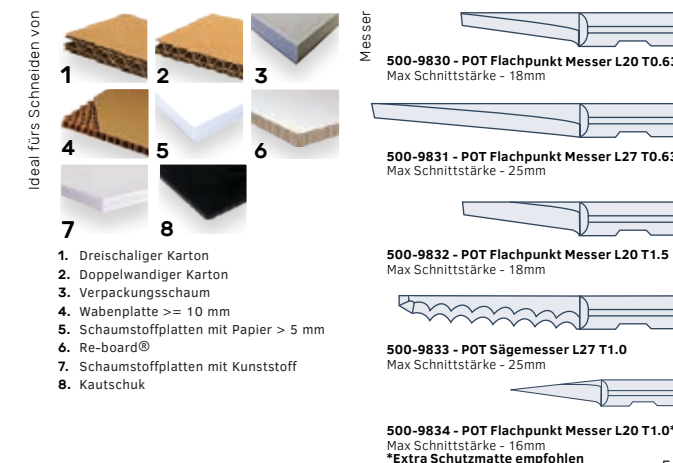 Ideal fürs Schneiden von
1
2
3
4
5
6
7
8
1. Dreischaliger Karton
2. Doppelwandiger Karton
3. Verpackungsschaum
4. Wabenplatte >= 10 mm
5. Schaumstoffplatten mit Papier > 5 mm
6. Re-board®
7. Schaumstoffplatten mit Kunststoff
8. Kautschuk
Messer
500-9830 - POT Flachpunkt Messer L20 T0.63
Max Schnittstärke - 18mm
500-9831 - POT Flachpunkt Messer L27 T0.63
Max Schnittstärke - 25mm
500-9832 - POT Flachpunkt Messer L20 T1.5
Max Schnittstärke - 18mm
500-9833 - POT Sägemesser L27 T1.0
Max Schnittstärke - 25mm
500-9834 - POT Flachpunkt Messer L20 T1.0*
Max Schnittstärke - 16mm
*Extra Schutzmatte empfohlen